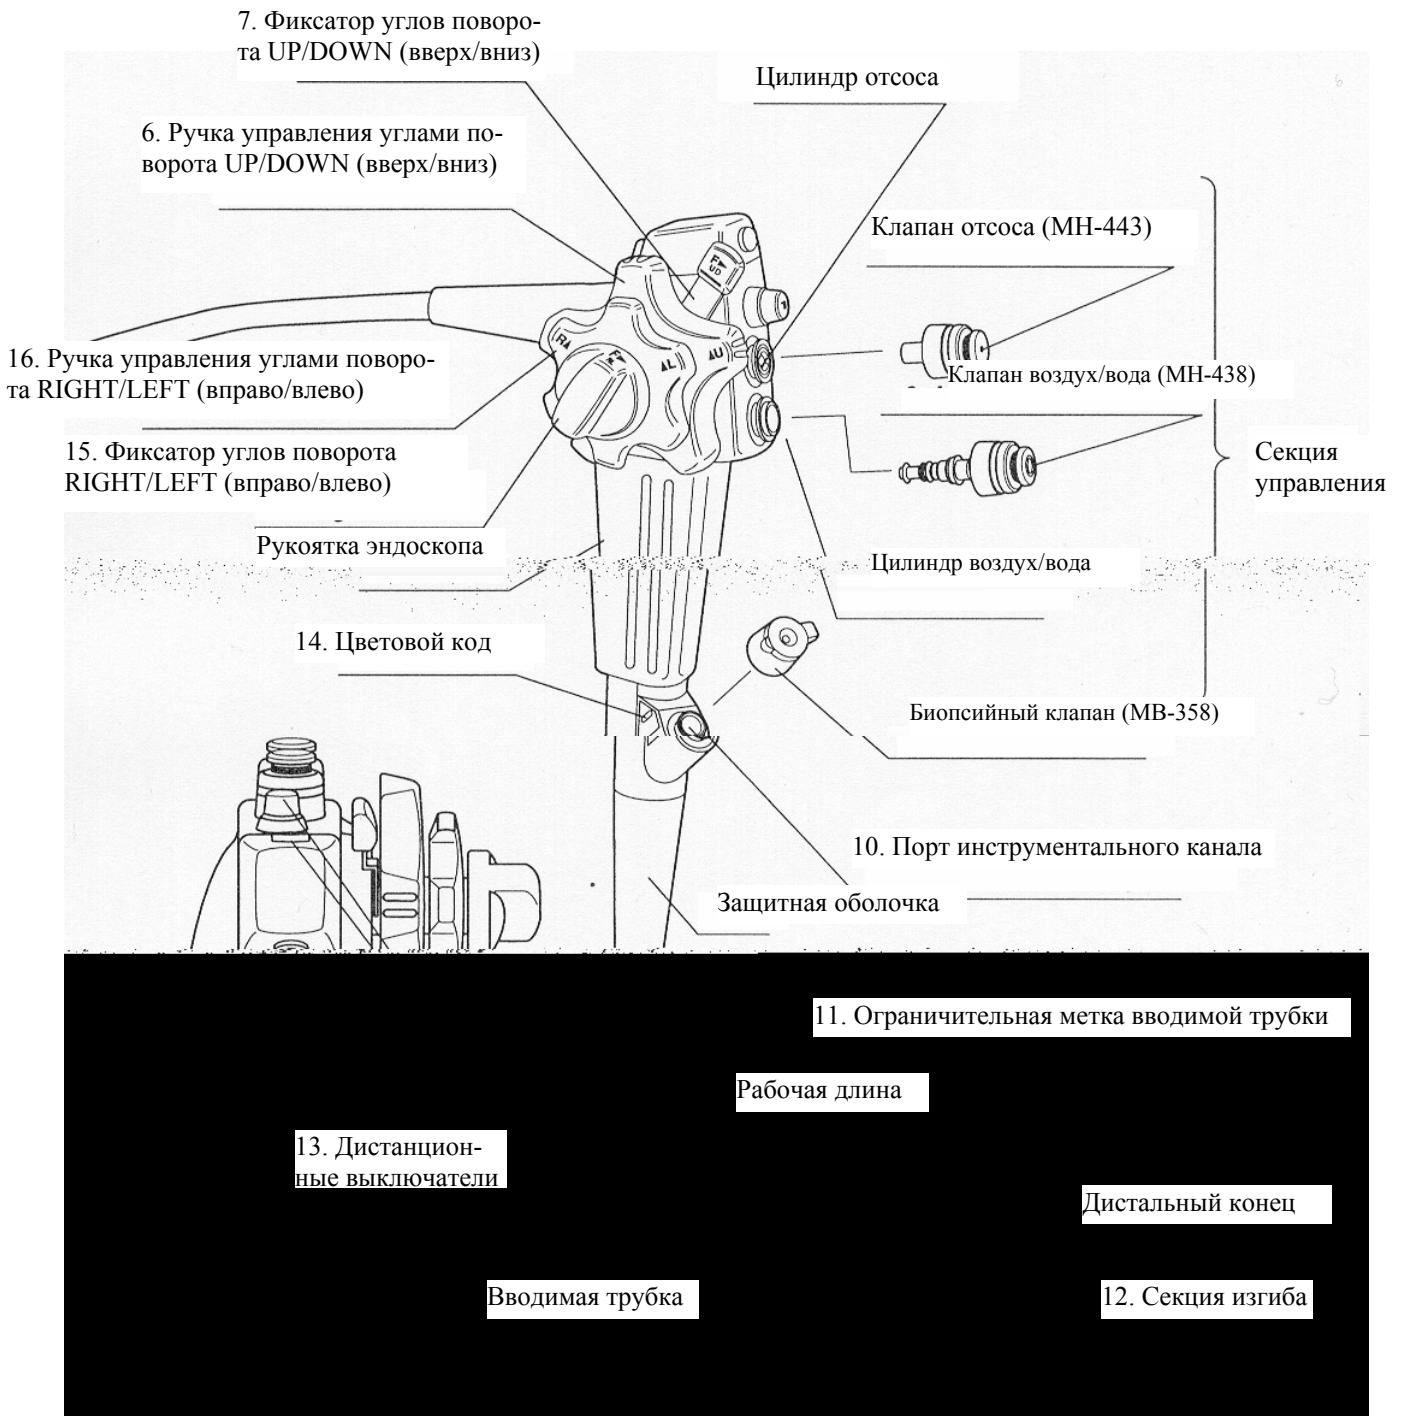 7. Фиксатор углов поворо-
та UP/DOWN (вверх/вниз)
Цилиндр отсоса
6. Ручка управления углами по-
ворота UP/DOWN (вверх/вниз)
Клапан отсоса (MH-443)
F
UD
16. Ручка управления углами поворо-
та RIGHT/LEFT (вправо/влево)
R▲
F
▲L
▲U
Клапан воздух/вода (MH-438)
15. Фиксатор углов поворота
RIGHT/LEFT (вправо/влево)
Секция
управления
Рукоятка эндоскопа
Цилиндр воздух/вода
14. Цветовой код
Биопсийный клапан (MB-358)
10. Порт инструментального канала
Защитная оболочка
11. Ограничительная метка вводимой трубки
Рабочая длина
13. Дистанцион-
ные выключатели
Дистальный конец
Вводимая трубка
12. Секция изгиба